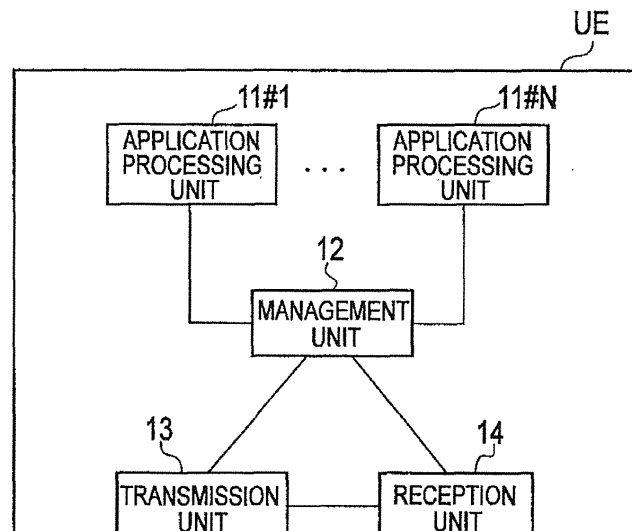 UE
11#1
11#N
APPLICATION
PROCESSING
UNIT
. . .
APPLICATION
PROCESSING
UNIT
12
MANAGEMENT
UNIT
13
14
TRANSMISSION
UNIT
RECEPTION
UNIT